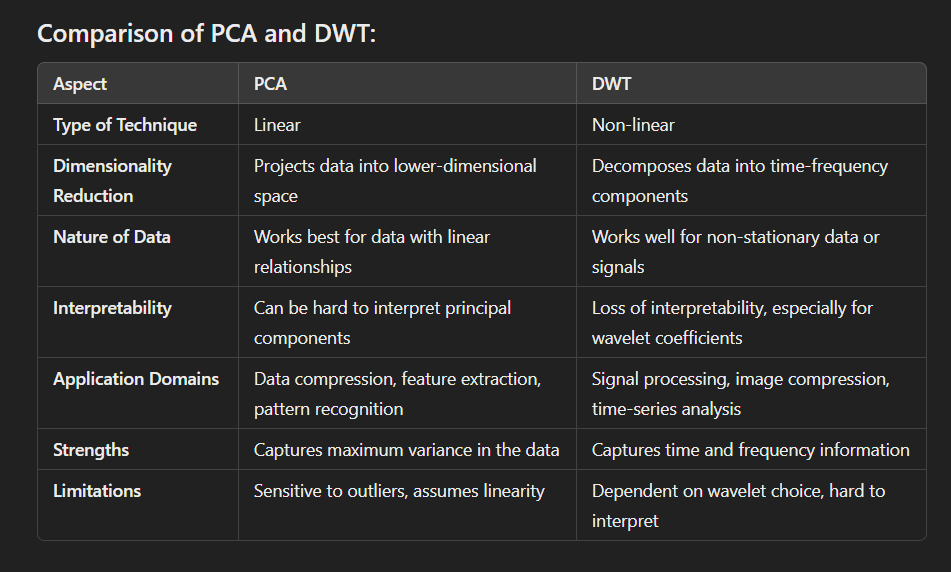 Comparison of PCA and DWT:
Aspect PCA DWT
Type of Technique Linear Non-linear
Dimensionality Projects data into lower-dimensional Decomposes data into time-frequency
Reduction space components
Nature of Data Works best for data with linear Works well for non-stationary data or
relationships signals
Interpretability Can be hard to interpret principal Loss of interpretability, especially for
components wavelet coefficients
Application Domains Data compression, feature extraction, Signal processing, image compression,
pattern recognition time-series analysis
Strengths Captures maximum variance in the data Captures time and frequency information
Limitations Sensitive to outliers, assumes linearity Dependent on wavelet choice, hard to
interpret